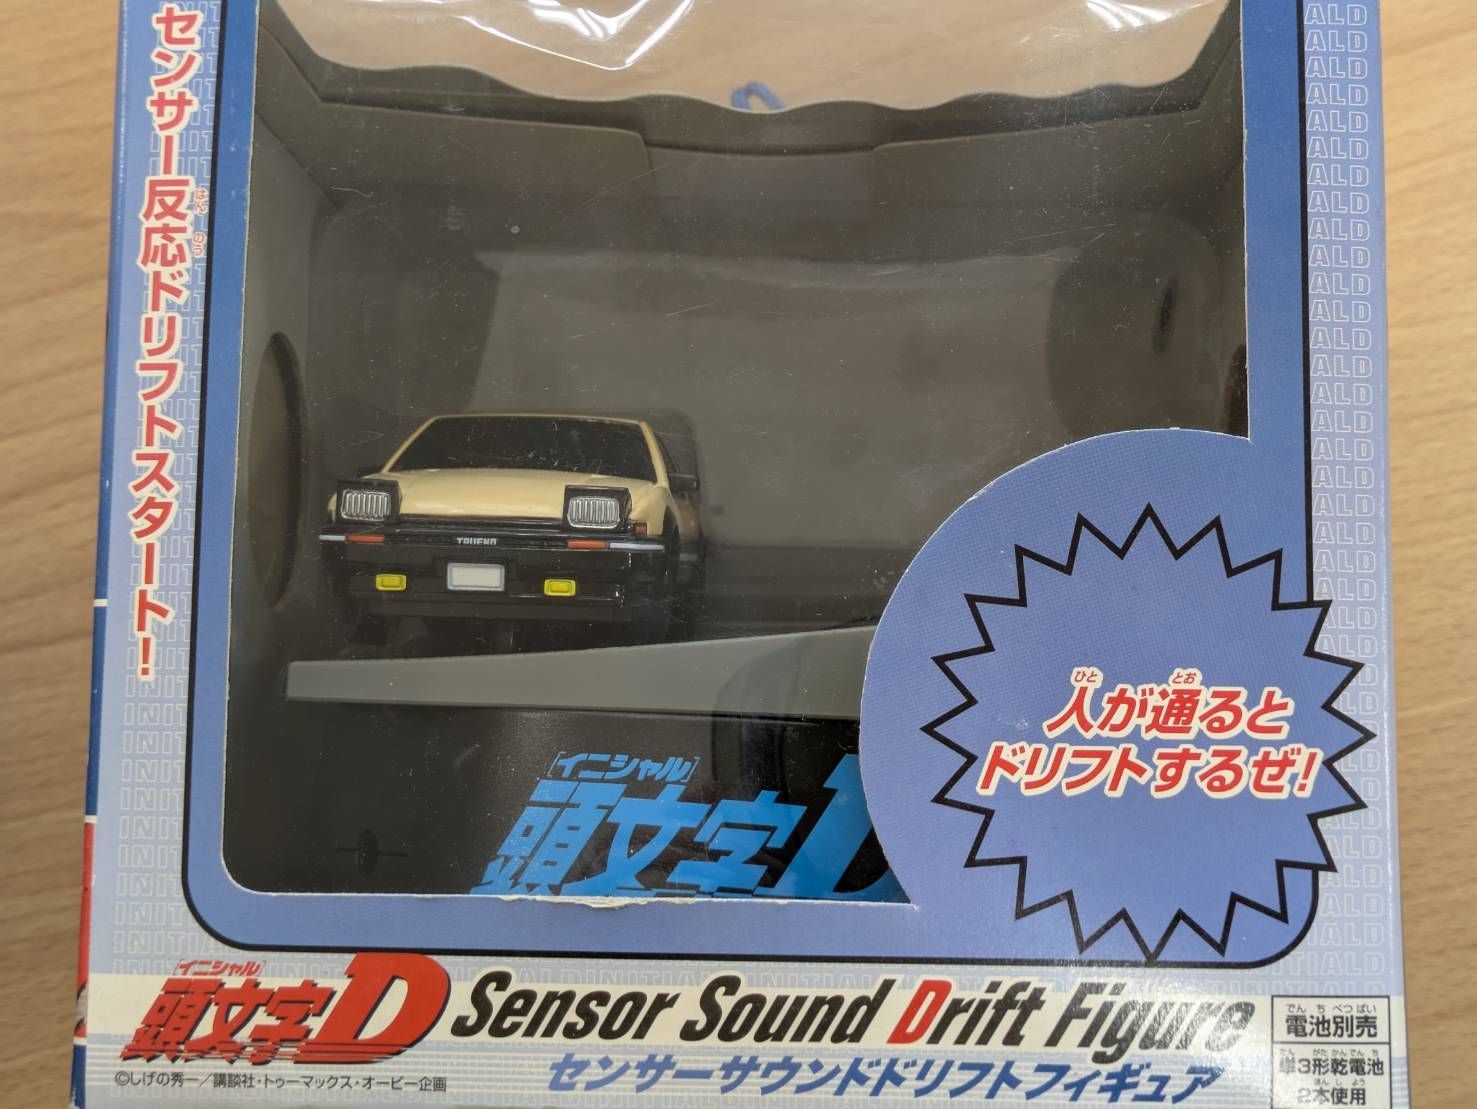 センサー反応ドリフトスタート!
はんのう
TRUENO
[イニシャル]
頭文字D
ひと とお
人が通ると
ドリフトするぜ!
[イニシャル]
頭文字D
Sensor Sound Drift Figure
センサーサウンドドリフトフィギュア
©しげの秀一/講談社・トゥーマックス・オービー企画
でんちべつばい
電池別売
たん がたかんでんち
単3形乾電池
ほんしよう
2本使用